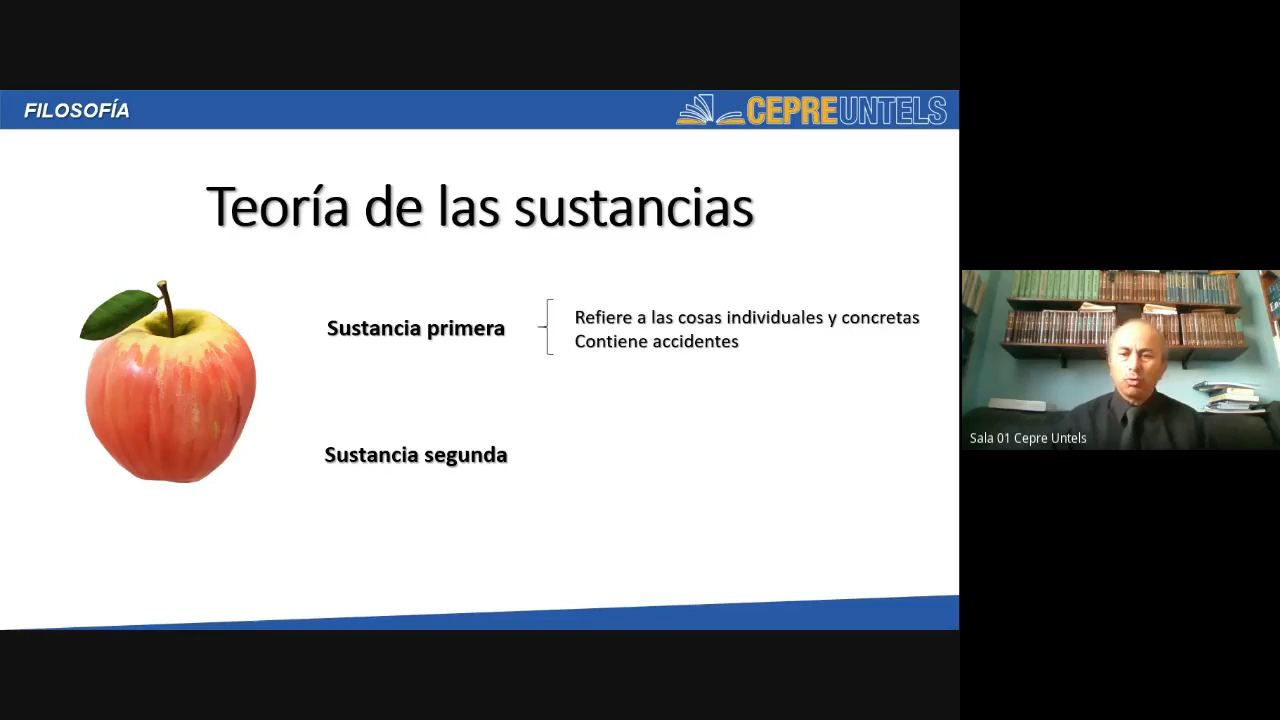 FILOSOFÍA
CEPREUNTELS
Teoría de las sustancias
Sustancia primera
Refiere a las cosas individuales y concretas
Contiene accidentes
Sustancia segunda
Sala 01 Cepre Untels